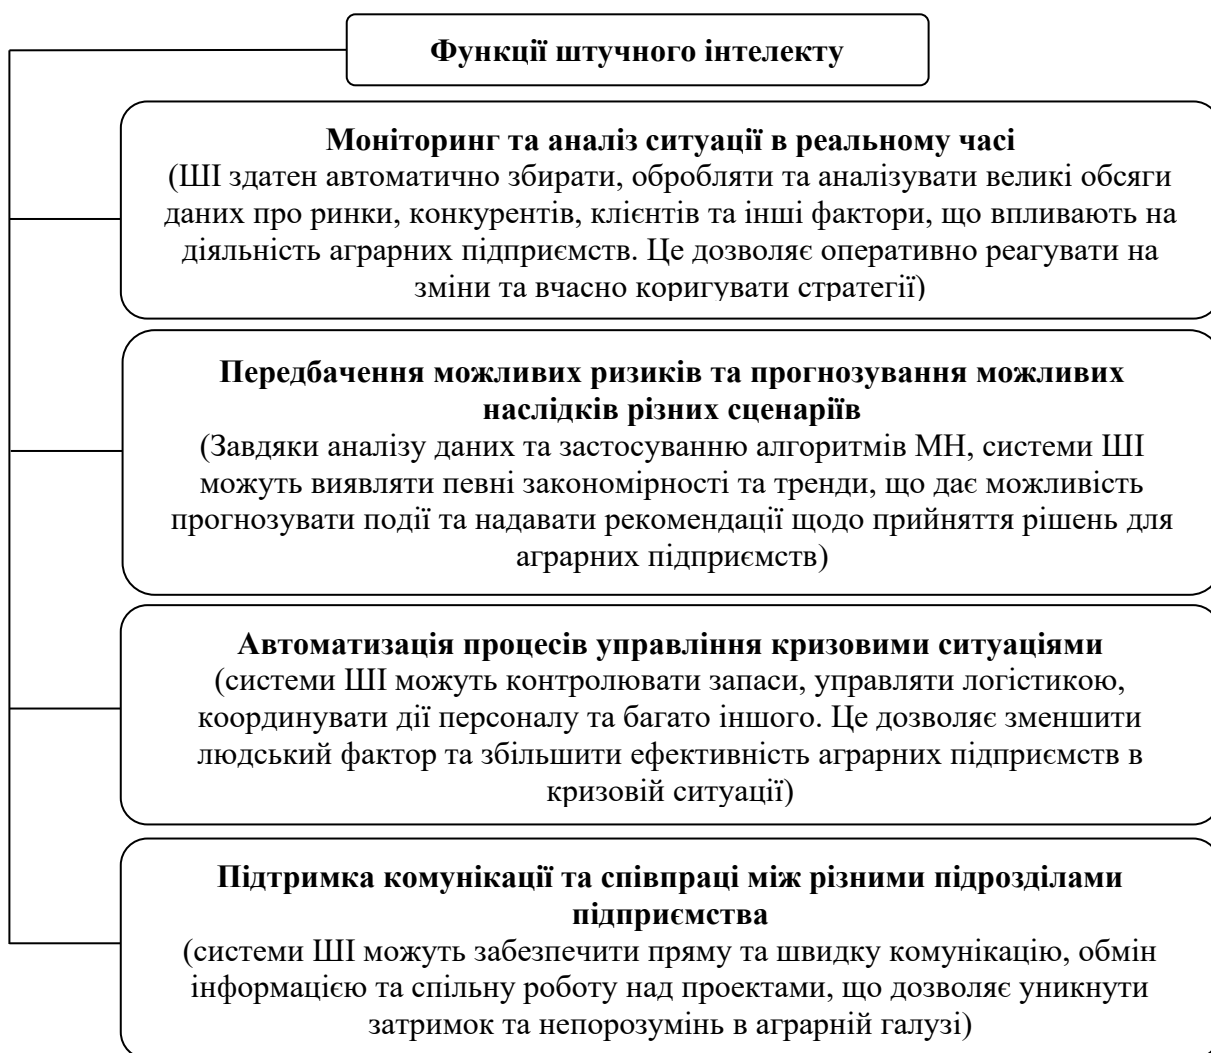 Функції штучного інтелекту
Моніторинг та аналіз ситуації в реальному часі
(ШІ здатен автоматично збирати, обробляти та аналізувати великі обсяги
даних про ринки, конкурентів, клієнтів та інші фактори, що впливають на
діяльність аграрних підприємств. Це дозволяє оперативно реагувати на
зміни та вчасно коригувати стратегії)
Передбачення можливих ризиків та прогнозування можливих
наслідків різних сценаріїв
(Завдяки аналізу даних та застосуванню алгоритмів МН, системи ШІ
можуть виявляти певні закономірності та тренди, що дає можливість
прогнозувати події та надавати рекомендації щодо прийняття рішень для
аграрних підприємств)
Автоматизація процесів управління кризовими ситуаціями
(системи ШІ можуть контролювати запаси, управляти логістикою,
координувати дії персоналу та багато іншого. Це дозволяє зменшити
людський фактор та збільшити ефективність аграрних підприємств в
кризовій ситуації)
Підтримка комунікації та співпраці між різними підрозділами
підприємства
(системи ШІ можуть забезпечити пряму та швидку комунікацію, обмін
інформацією та спільну роботу над проектами, що дозволяє уникнути
затримок та непорозумінь в аграрній галузі)